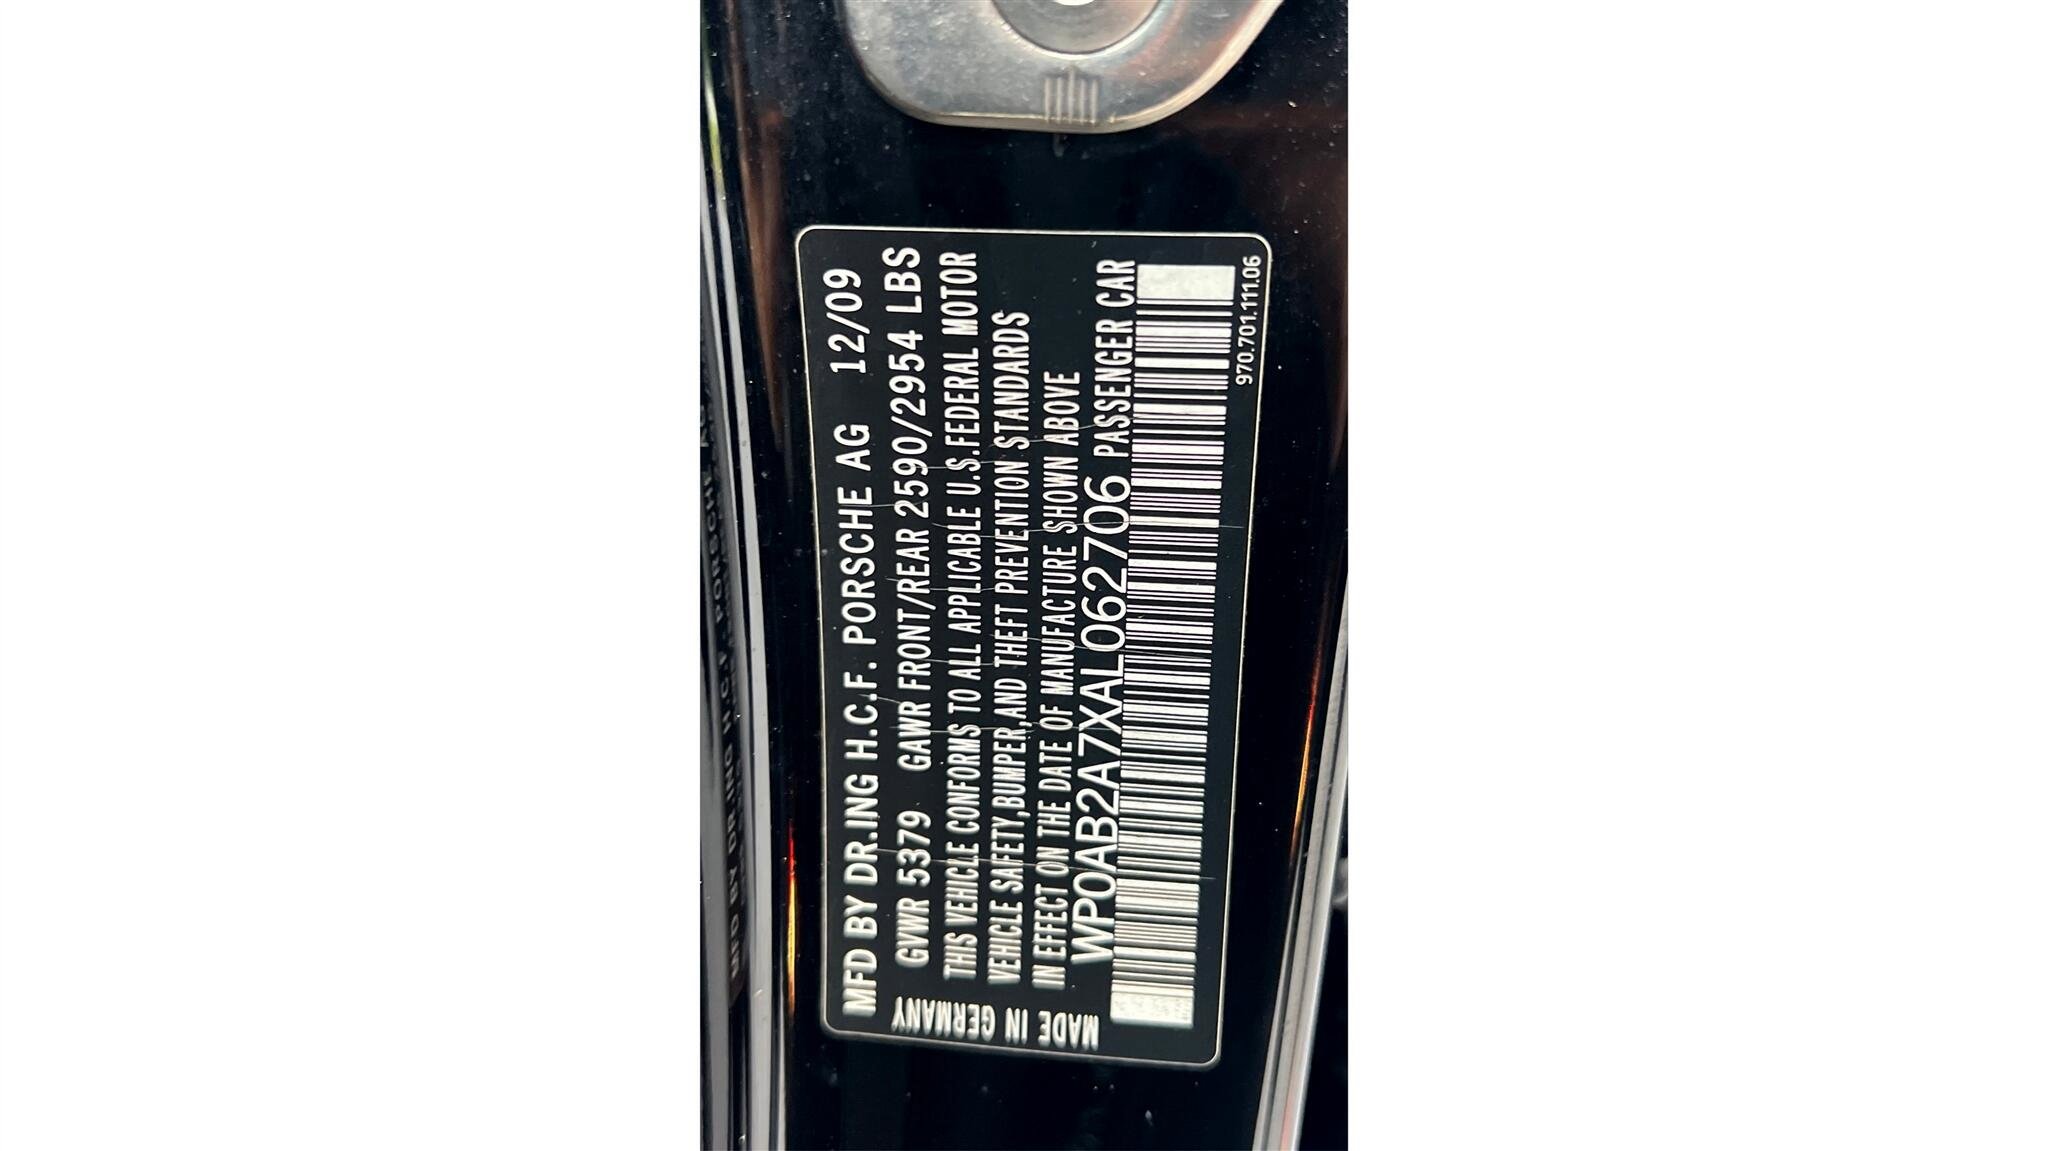 MFD BY DR.ING H.C.F. PORSCHE AG 12/09
GVWR 5379 GAWR FRONT/REAR 2590/2954 LBS
THIS VEHICLE CONFORMS TO ALL APPLICABLE U.S.FEDERAL MOTOR
VEHICLE SAFETY,BUMPER,AND THEFT PREVENTION STANDARDS
IN EFFECT ON THE DATE OF MANUFACTURE SHOWN ABOVE
WP0AB2A7XAL062706 PASSENGER CAR
970.701.111.06
MADE IN GERMANY